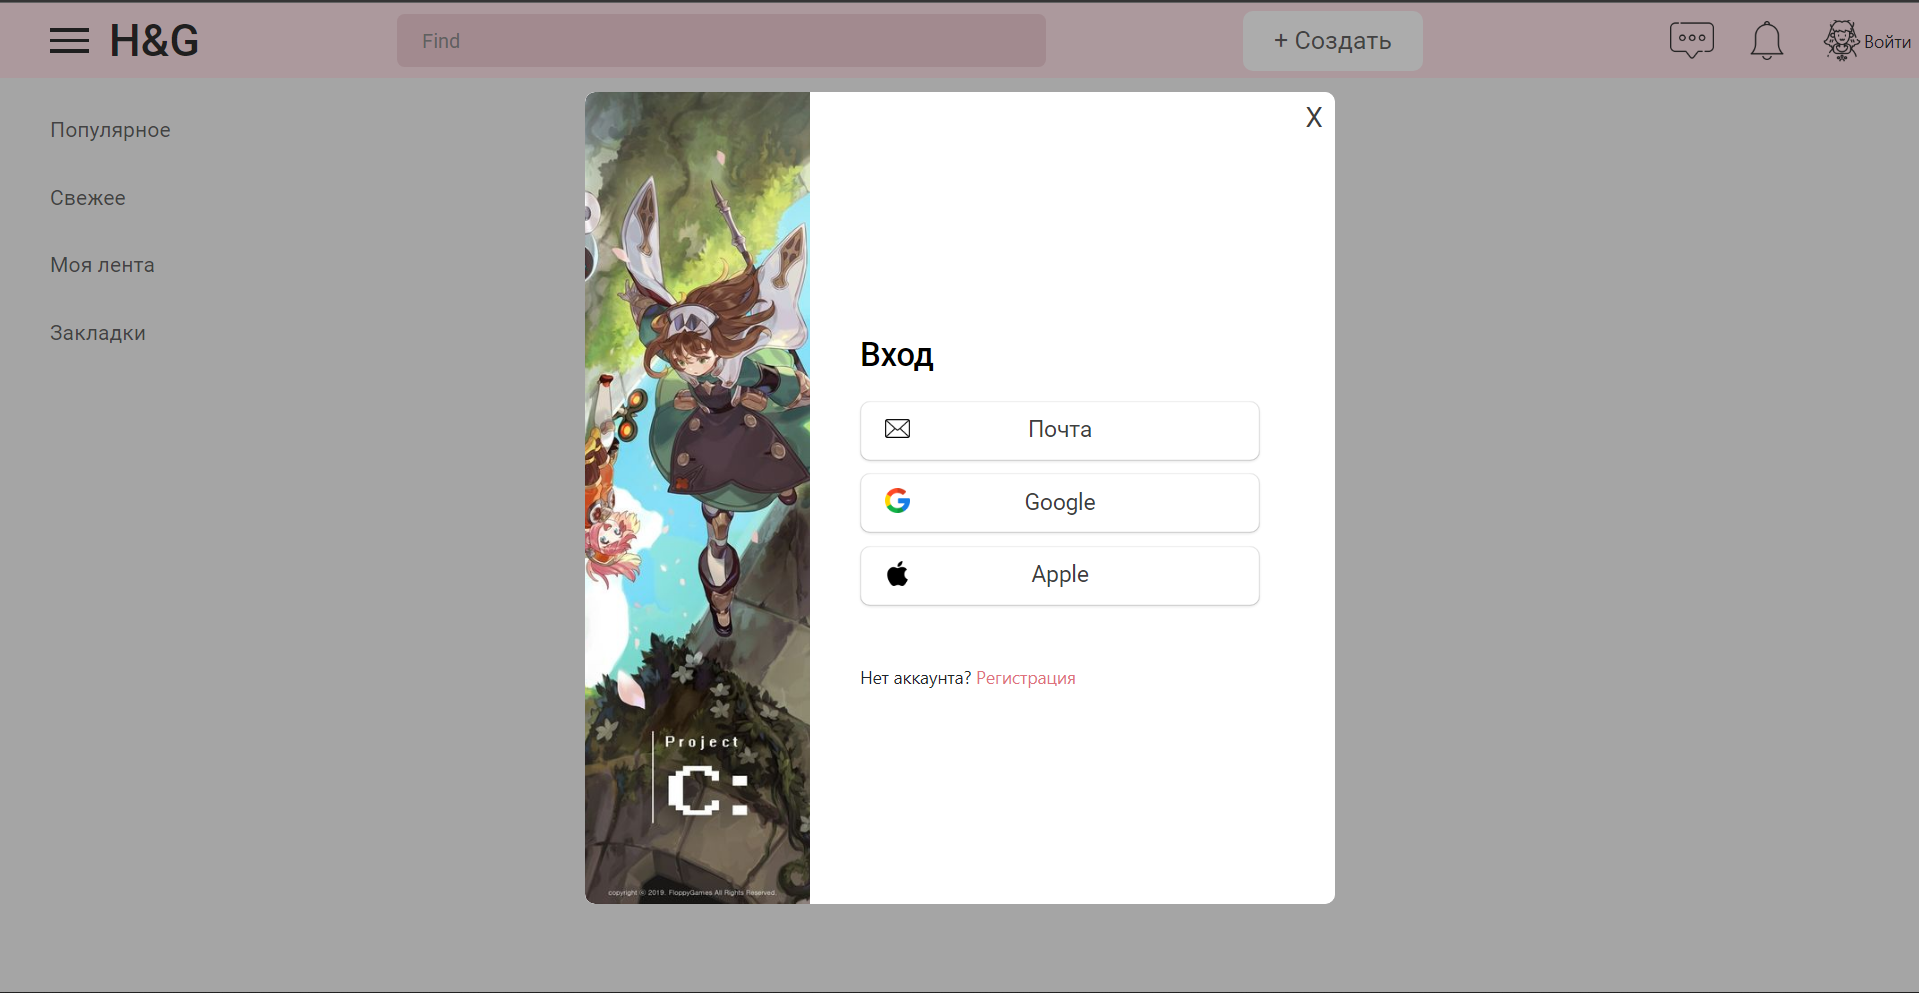 H&G
Find
+ Создать
Войти
Популярное
Свежее
Моя лента
Закладки
X
Вход
Почта
Google
Apple
Нет аккаунта? Регистрация
Project
C:
copyright © 2019. FloppyGames All Rights Reserved.